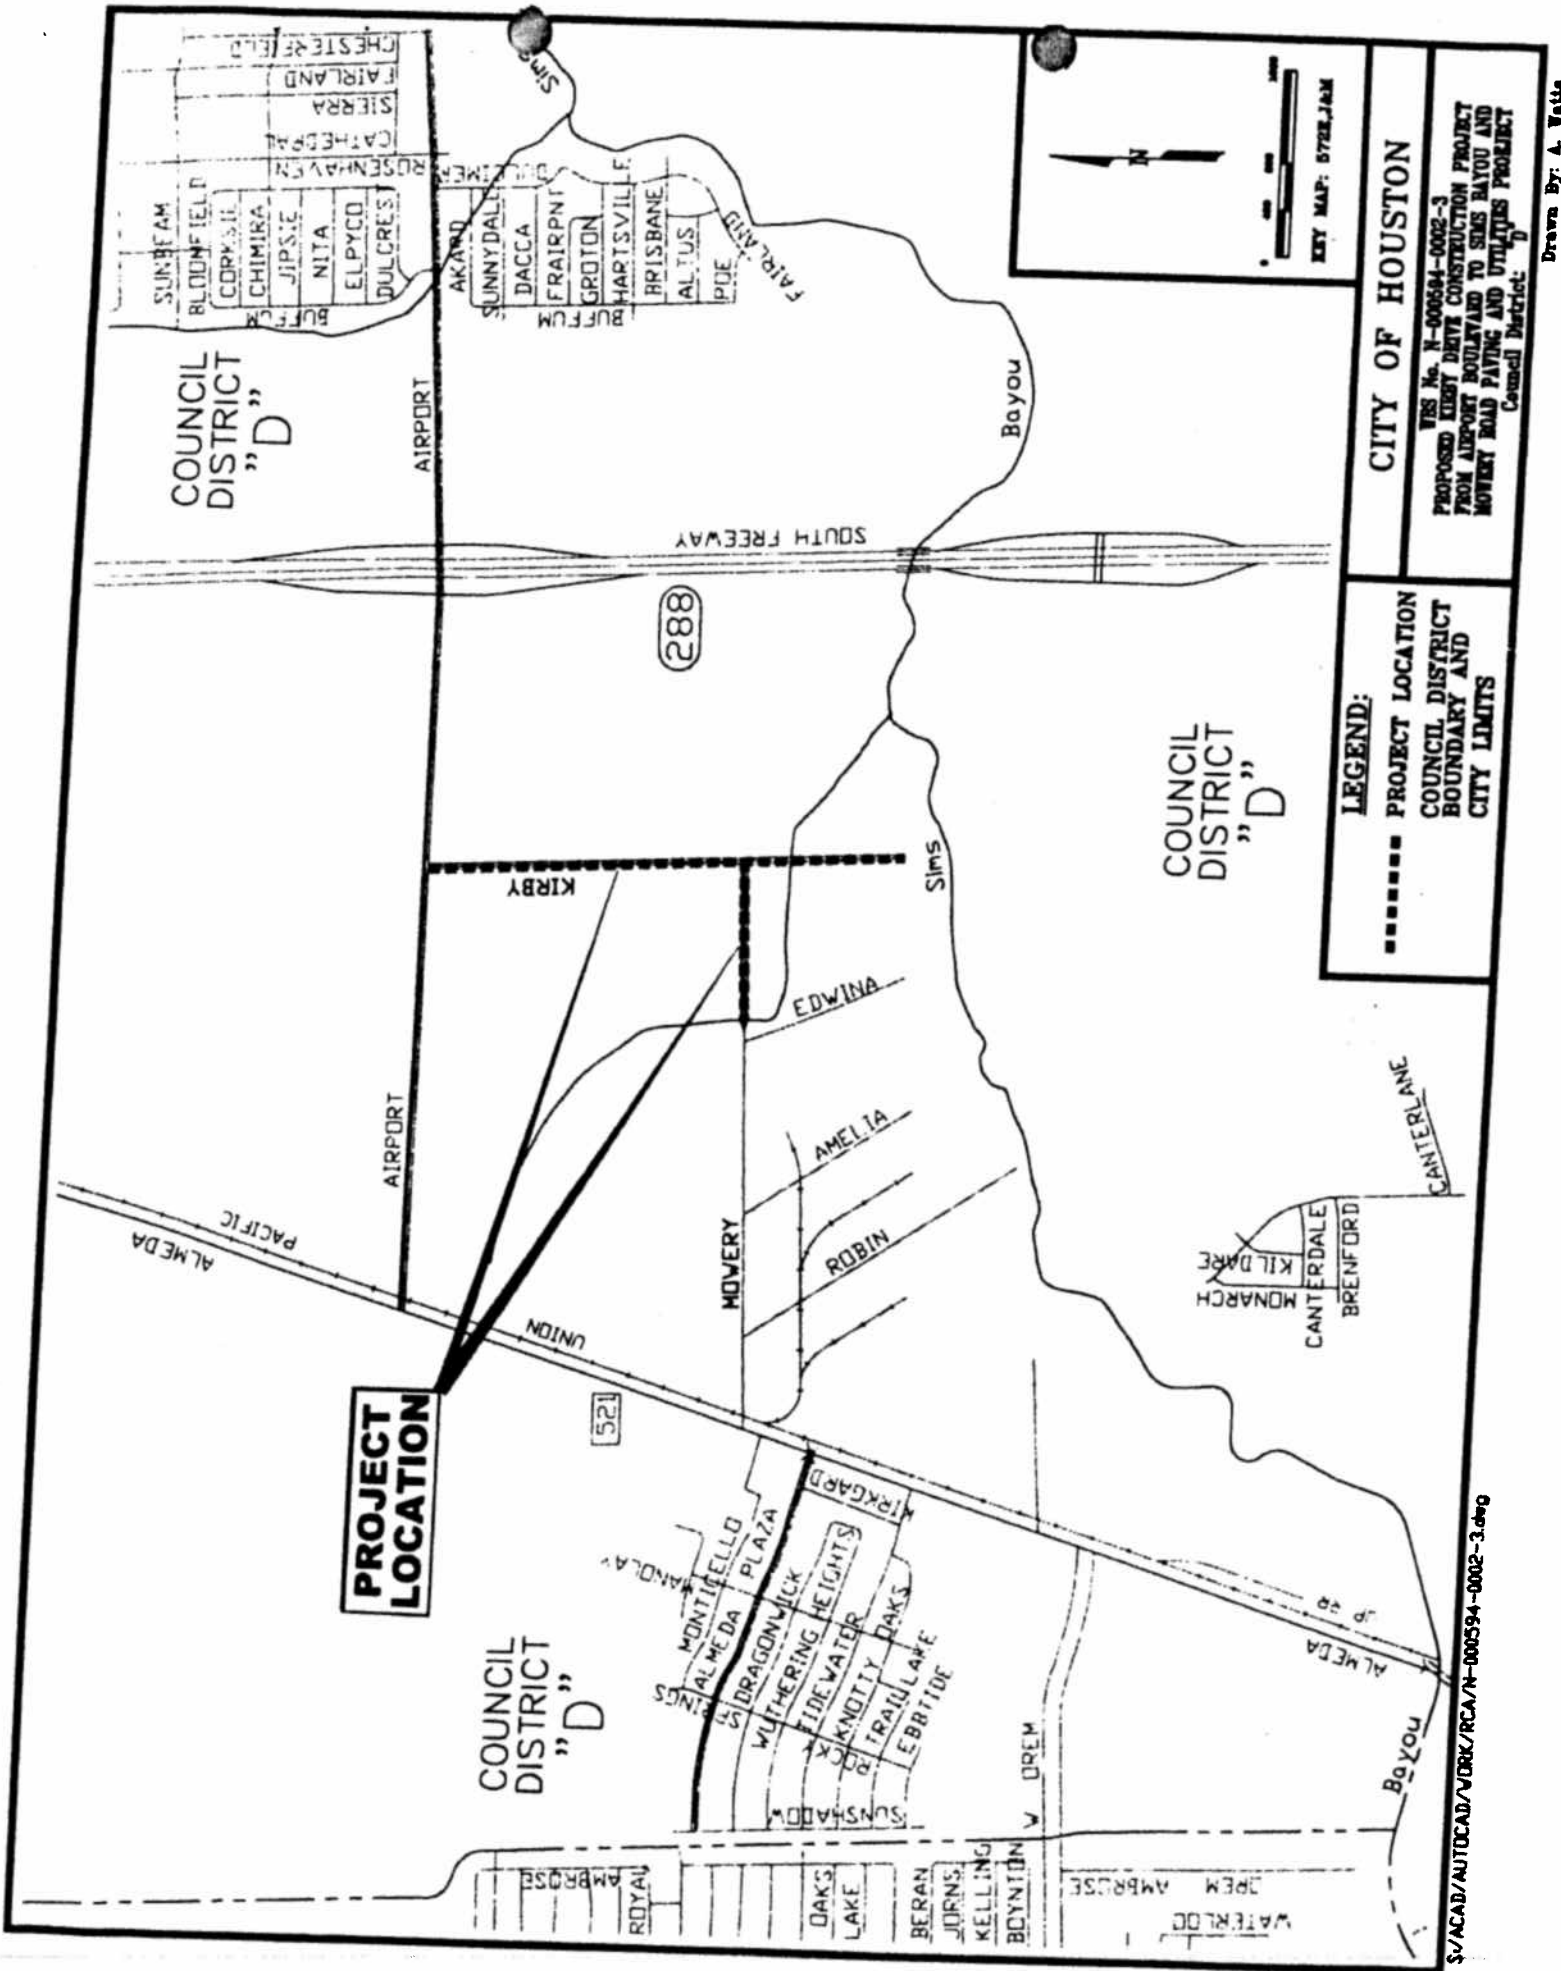 CHESTERFIELD
FAIRLAND
SIERRA
CATHEDRAL
ROSENHAVEN
DULCIMER
Sims
SUNBEAM
BLOOMFIELD
CHIMIRA
JIPSIE
NITA
ELPYCO
DULCREST
BUFFUM
AKARD
SUNNYDALE
DACCA
FRAIRPNT
GROTON
HARTSVILLE
BRISBANE
ALTUS
POE
FAIRLAND
BUFFUM
COUNCIL
DISTRICT
"D"
AIRPORT
SOUTH FREEWAY
288
Bayou
KIRBY
Sims
COUNCIL
DISTRICT
"D"
AIRPORT
EDWINA
AMELIA
ROBIN
MOWERY
ALMEDA
PACIFIC
UNION
521
PROJECT
LOCATION
COUNCIL
DISTRICT
"D"
MONTICELLO
ALMEDA PLAZA
DRAGONWICK
WUTHERING HEIGHTS
TIDEWATER
KNOTTY OAKS
TRAIL LAKE
EBBTIDE
KIRKGARD
ROCK
SUNSHADOW
W OREM
AMBROSE
ROYAL
OAKS
LAKE
BERAN
JORNS
KELLING
BOYNTON
OREM
AMBROSE
WATERLOO
CANTERLANE
KILDARE
MONARCH
CANTERDALE
BRENFORD
ALMEDA
UP RR
Bayou
N
KEY MAP: 572E,J&M
LEGEND:
PROJECT LOCATION
COUNCIL DISTRICT
BOUNDARY AND
CITY LIMITS
CITY OF HOUSTON
WBS No. N-000594-0002-3
PROPOSED KIRBY DRIVE CONSTRUCTION PROJECT
FROM AIRPORT BOULEVARD TO SIMS BAYOU AND
MOWERY ROAD PAVING AND UTILITIES PROJECT
Council District: "D"
Drawn By: A. Watts
S:/ACAD/AUTOCAD/WORK/RCA/N-000594-0002-3.dwg